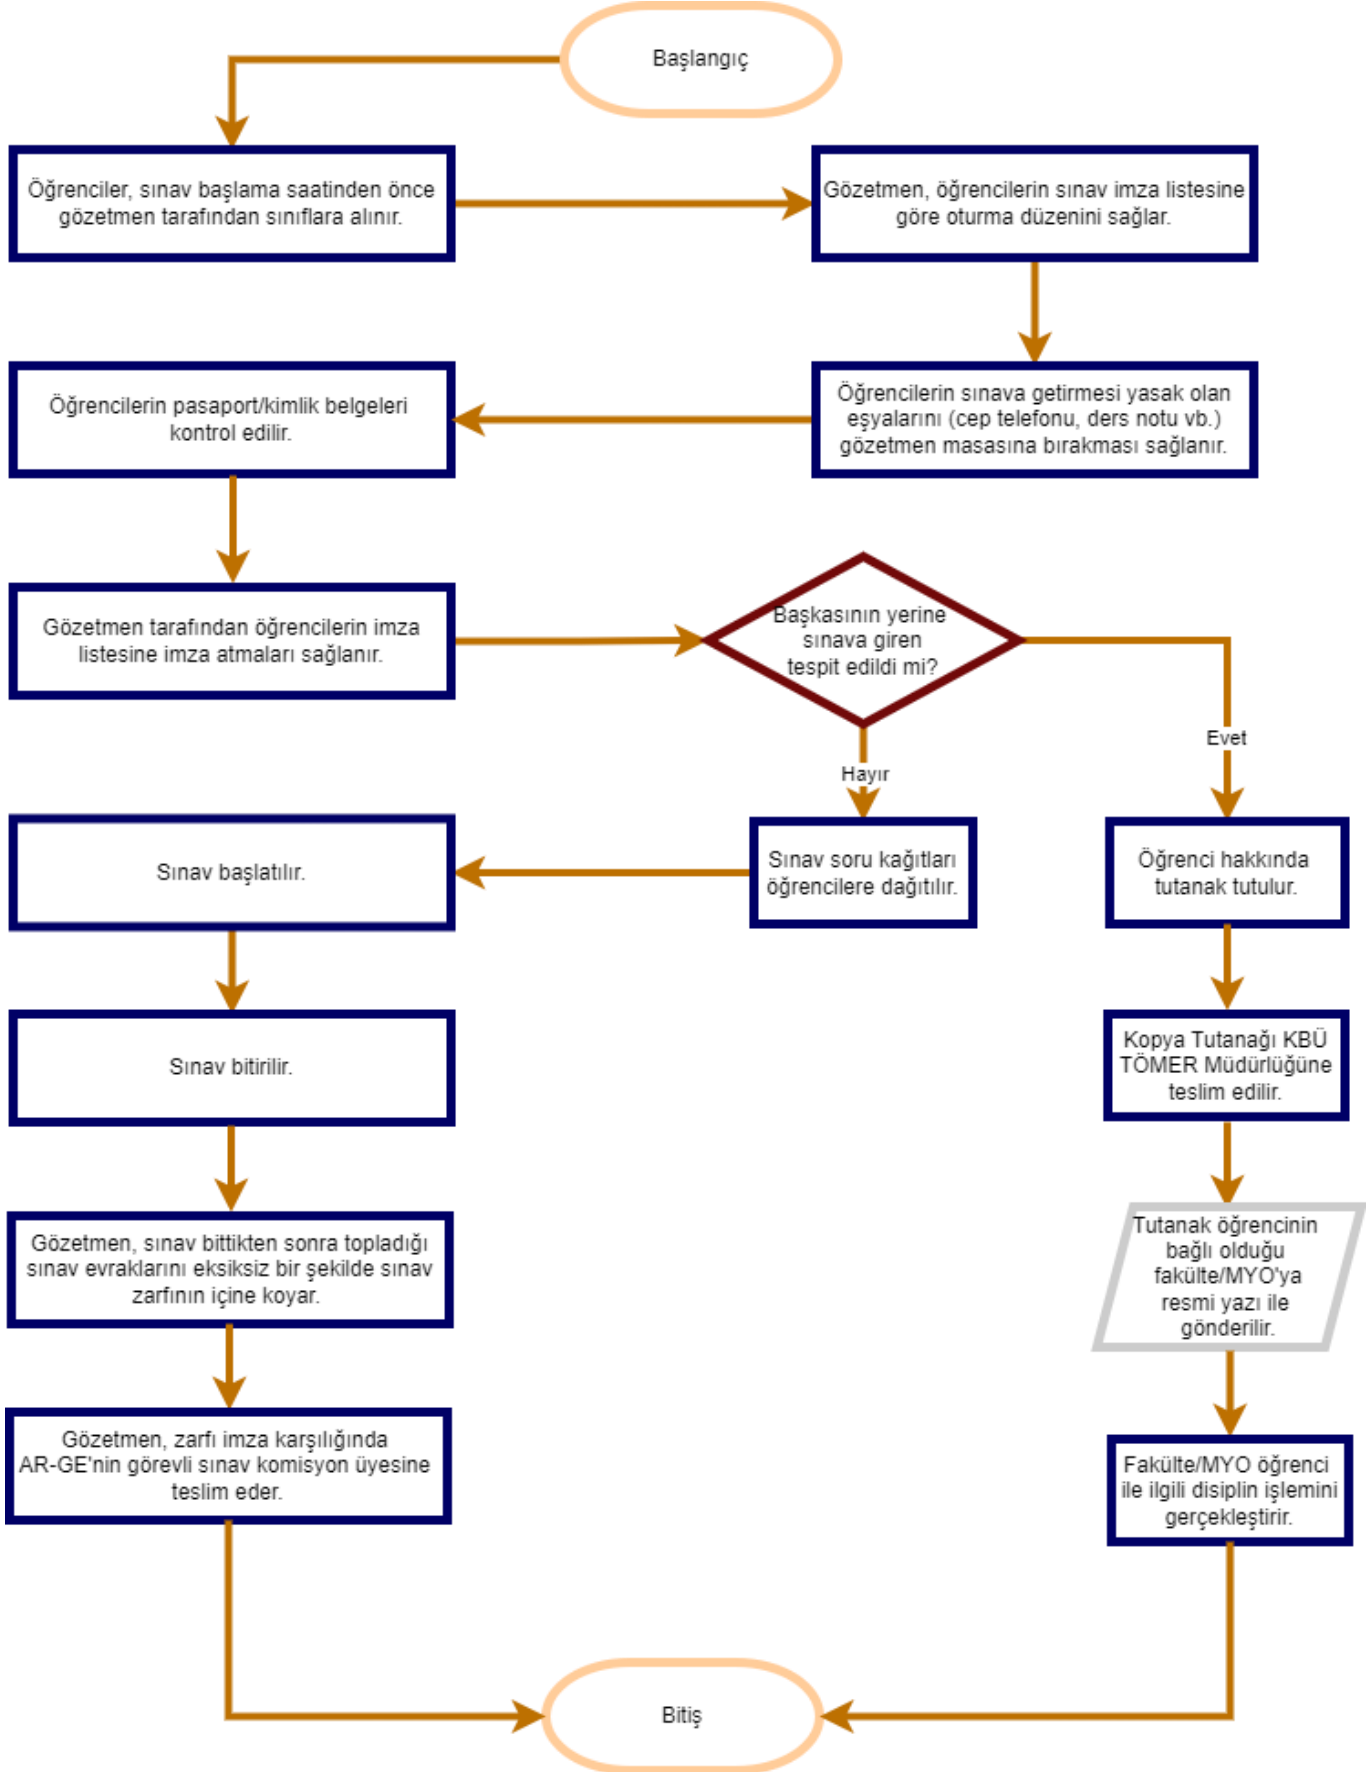 Başlangıç
Öğrenciler, sınav başlama saatinden önce
gözetmen tarafından sınıflara alınır.
Gözetmen, öğrencilerin sınav imza listesine
göre oturma düzenini sağlar.
Öğrencilerin sınava getirmesi yasak olan
eşyalarını (cep telefonu, ders notu vb.)
gözetmen masasına bırakması sağlanır.
Öğrencilerin pasaport/kimlik belgeleri
kontrol edilir.
Gözetmen tarafından öğrencilerin imza
listesine imza atmaları sağlanır.
Başkasının yerine
sınava giren
tespit edildi mi?
Evet
Hayır
Sınav soru kağıtları
öğrencilere dağıtılır.
Sınav başlatılır.
Sınav bitirilir.
Gözetmen, sınav bittikten sonra topladığı
sınav evraklarını eksiksiz bir şekilde sınav
zarfının içine koyar.
Gözetmen, zarfı imza karşılığında
AR-GE'nin görevli sınav komisyon üyesine
teslim eder.
Öğrenci hakkında
tutanak tutulur.
Kopya Tutanağı KBÜ
TÖMER Müdürlüğüne
teslim edilir.
Tutanak öğrencinin
bağlı olduğu
fakülte/MYO'ya
resmi yazı ile
gönderilir.
Fakülte/MYO öğrenci
ile ilgili disiplin işlemini
gerçekleştirir.
Bitiş